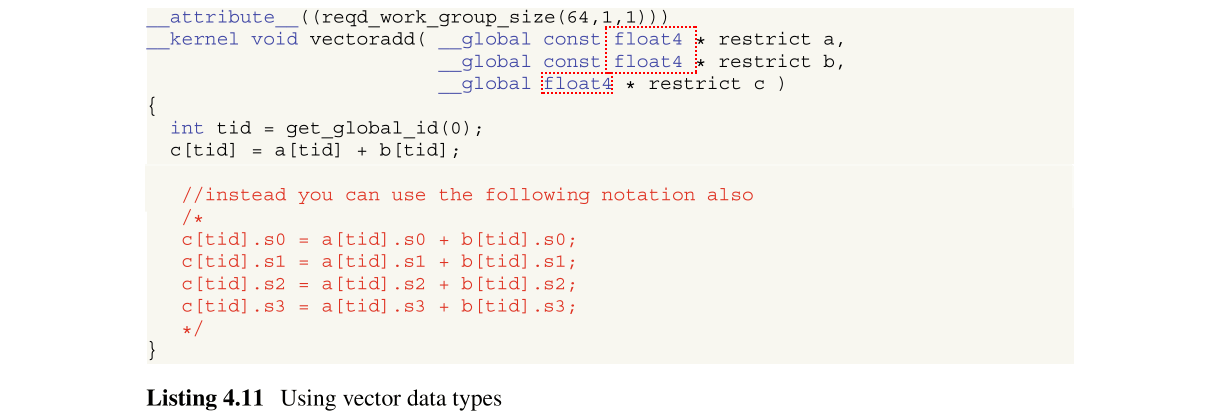 __attribute__((reqd_work_group_size(64,1,1)))
__kernel void vectoradd( __global const float4 * restrict a,
__global const float4 * restrict b,
__global float4 * restrict c )
{
int tid = get_global_id(0);
c[tid] = a[tid] + b[tid];
//instead you can use the following notation also
/*
c[tid].s0 = a[tid].s0 + b[tid].s0;
c[tid].s1 = a[tid].s1 + b[tid].s1;
c[tid].s2 = a[tid].s2 + b[tid].s2;
c[tid].s3 = a[tid].s3 + b[tid].s3;
*/
}
Listing 4.11 Using vector data types